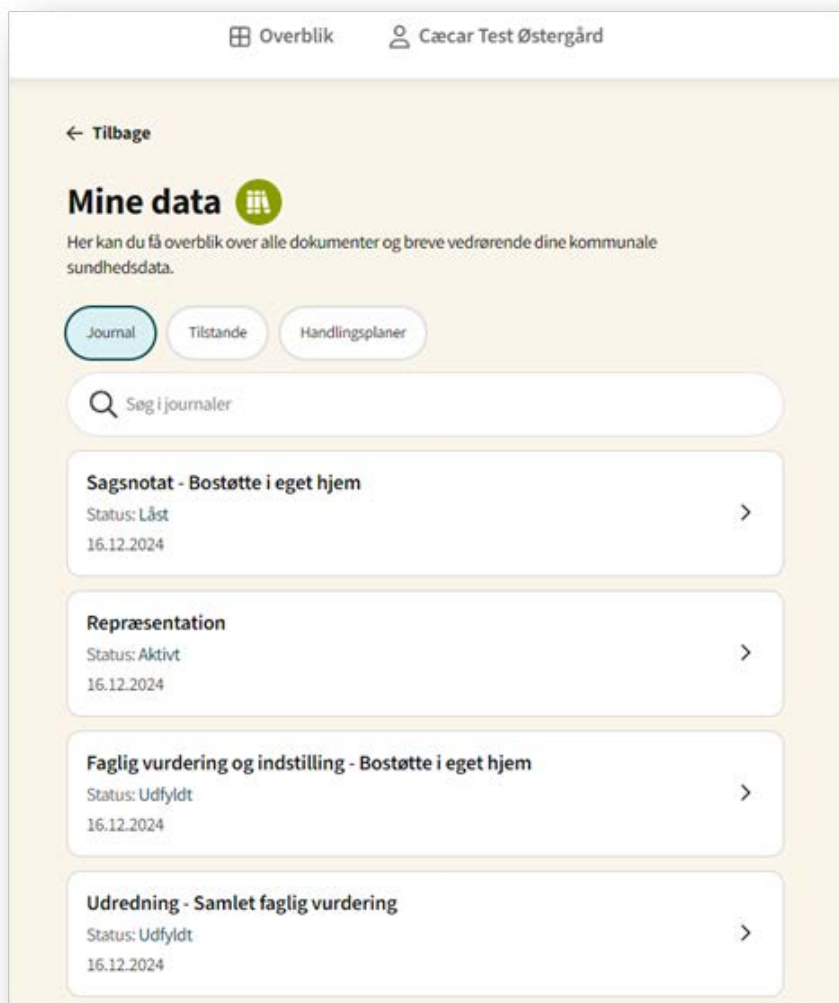 Overblik Cæcar Test Østergård
← Tilbage
Mine data
Her kan du få overblik over alle dokumenter og breve vedrørende dine kommunale
sundhedsdata.
Journal Tilstande Handlingsplaner
Søg i journaler
Sagsnotat - Bostøtte i eget hjem
Status: Låst
16.12.2024
Repræsentation
Status: Aktivt
16.12.2024
Faglig vurdering og indstilling - Bostøtte i eget hjem
Status: Udfyldt
16.12.2024
Udredning - Samlet faglig vurdering
Status: Udfyldt
16.12.2024